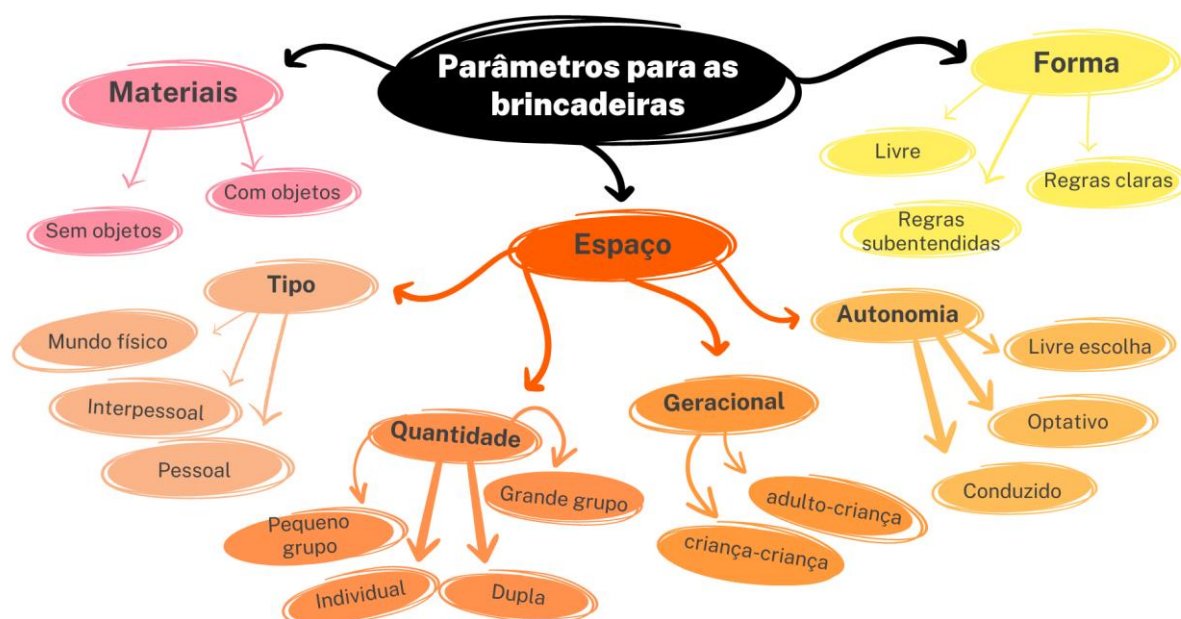 Parâmetros para as
brincadeiras
Materiais
Sem objetos
Com objetos
Forma
Livre
Regras
subentendidas
Regras claras
Espaço
Tipo
Mundo físico
Interpessoal
Pessoal
Quantidade
Pequeno
grupo
Individual
Dupla
Grande grupo
Geracional
criança-criança
adulto-criança
Autonomia
Livre escolha
Optativo
Conduzido